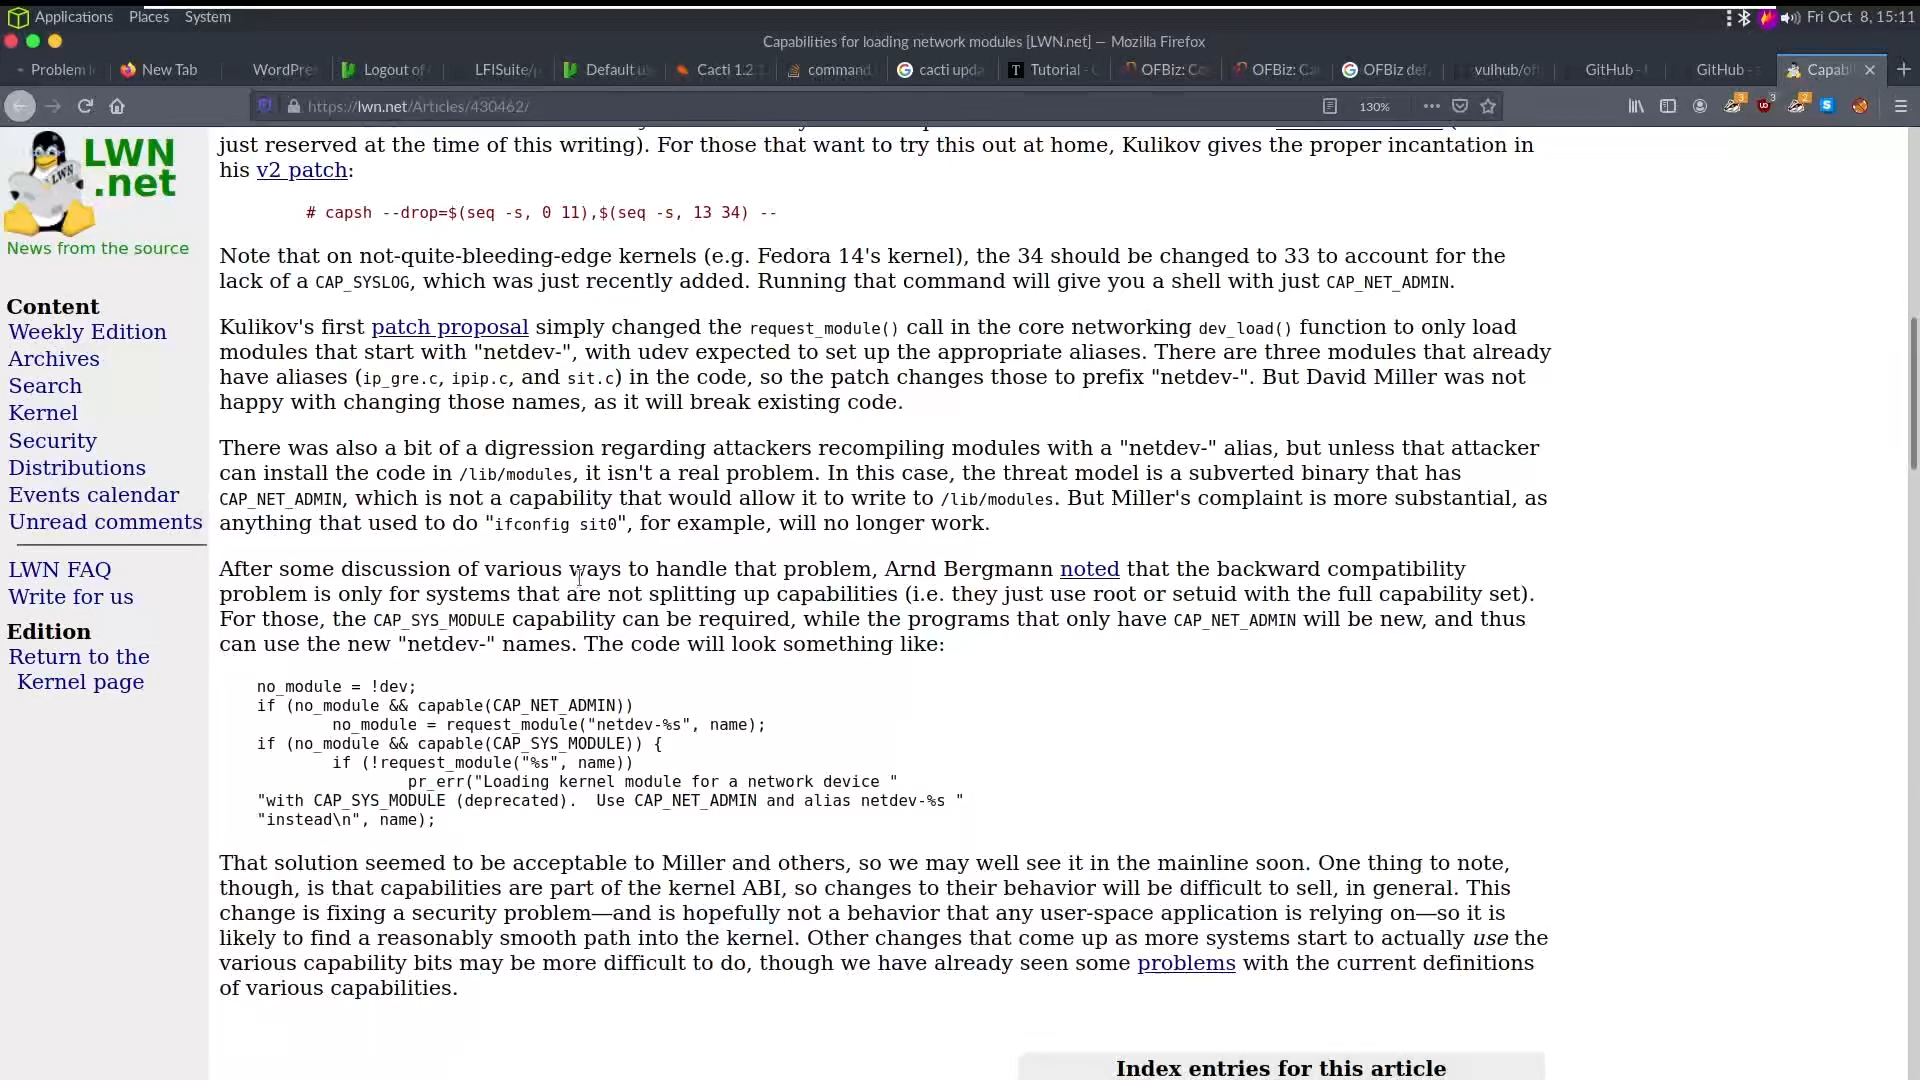 Applications Places System
Fri Oct 8, 15:11
Capabilities for loading network modules [LWN.net] — Mozilla Firefox
Problem l
New Tab
WordPre
Logout of
LFISuite/p
Default u
Cacti 1.2
command
cacti upda
Tutorial - C
OFBiz: Co
OFBiz: Ca
OFBiz def
vulhub/of
GitHub -
GitHub -
Capab
https://lwn.net/Articles/430462/
130%
LWN
.net
News from the source
Content
Weekly Edition
Archives
Search
Kernel
Security
Distributions
Events calendar
Unread comments
LWN FAQ
Write for us
Edition
Return to the
Kernel page
just reserved at the time of this writing). For those that want to try this out at home, Kulikov gives the proper incantation in
his v2 patch:
# capsh --drop=$(seq -s, 0 11),$(seq -s, 13 34) --
Note that on not-quite-bleeding-edge kernels (e.g. Fedora 14's kernel), the 34 should be changed to 33 to account for the
lack of a CAP_SYSLOG, which was just recently added. Running that command will give you a shell with just CAP_NET_ADMIN.
Kulikov's first patch proposal simply changed the request_module() call in the core networking dev_load() function to only load
modules that start with "netdev-", with udev expected to set up the appropriate aliases. There are three modules that already
have aliases (ip_gre.c, ipip.c, and sit.c) in the code, so the patch changes those to prefix "netdev-". But David Miller was not
happy with changing those names, as it will break existing code.
There was also a bit of a digression regarding attackers recompiling modules with a "netdev-" alias, but unless that attacker
can install the code in /lib/modules, it isn't a real problem. In this case, the threat model is a subverted binary that has
CAP_NET_ADMIN, which is not a capability that would allow it to write to /lib/modules. But Miller's complaint is more substantial, as
anything that used to do "ifconfig sit0", for example, will no longer work.
After some discussion of various ways to handle that problem, Arnd Bergmann noted that the backward compatibility
problem is only for systems that are not splitting up capabilities (i.e. they just use root or setuid with the full capability set).
For those, the CAP_SYS_MODULE capability can be required, while the programs that only have CAP_NET_ADMIN will be new, and thus
can use the new "netdev-" names. The code will look something like:
no_module = !dev;
if (no_module && capable(CAP_NET_ADMIN))
no_module = request_module("netdev-%s", name);
if (no_module && capable(CAP_SYS_MODULE)) {
if (!request_module("%s", name))
pr_err("Loading kernel module for a network device "
"with CAP_SYS_MODULE (deprecated).  Use CAP_NET_ADMIN and alias netdev-%s "
"instead\n", name);
That solution seemed to be acceptable to Miller and others, so we may well see it in the mainline soon. One thing to note,
though, is that capabilities are part of the kernel ABI, so changes to their behavior will be difficult to sell, in general. This
change is fixing a security problem—and is hopefully not a behavior that any user-space application is relying on—so it is
likely to find a reasonably smooth path into the kernel. Other changes that come up as more systems start to actually use the
various capability bits may be more difficult to do, though we have already seen some problems with the current definitions
of various capabilities.
Index entries for this article